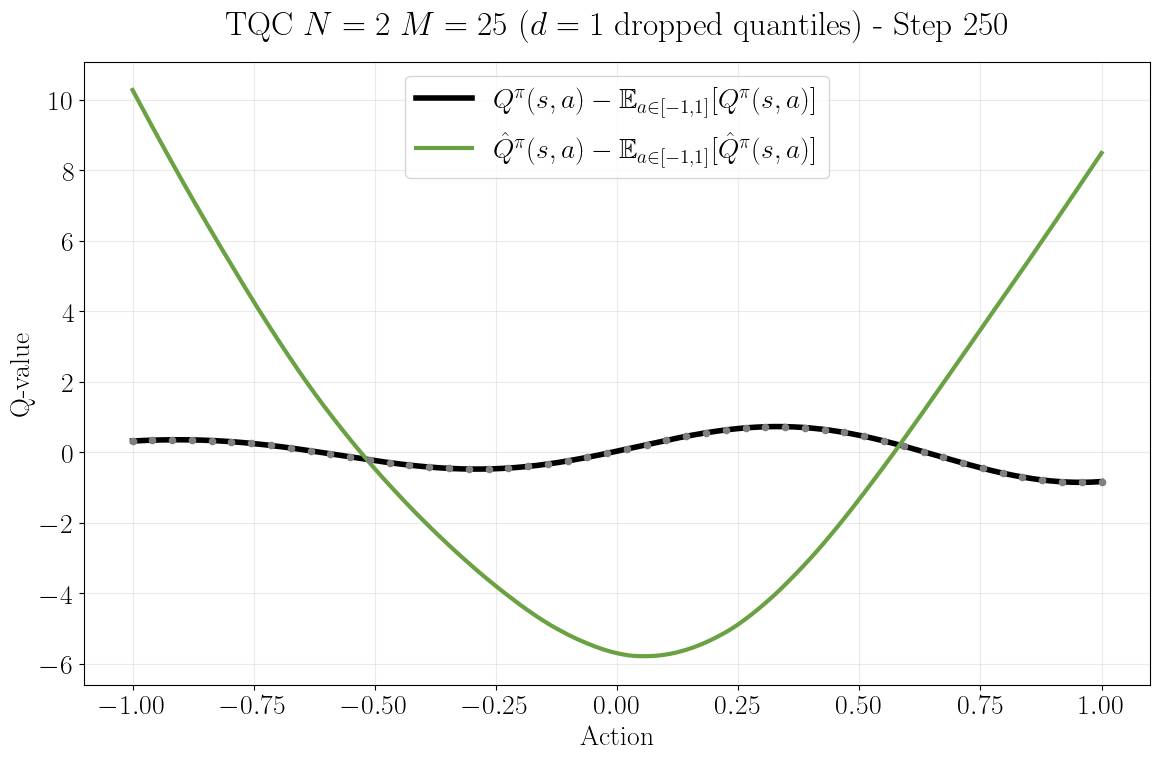 TQC N = 2 M = 25 (d = 1 dropped quantiles) - Step 250
Q^π(s, a) − 𝔼_{a∈[−1,1]}[Q^π(s, a)]
Q̂^π(s, a) − 𝔼_{a∈[−1,1]}[Q̂^π(s, a)]
10
8
6
4
2
0
−2
−4
−6
Q-value
−1.00 −0.75 −0.50 −0.25 0.00 0.25 0.50 0.75 1.00
Action